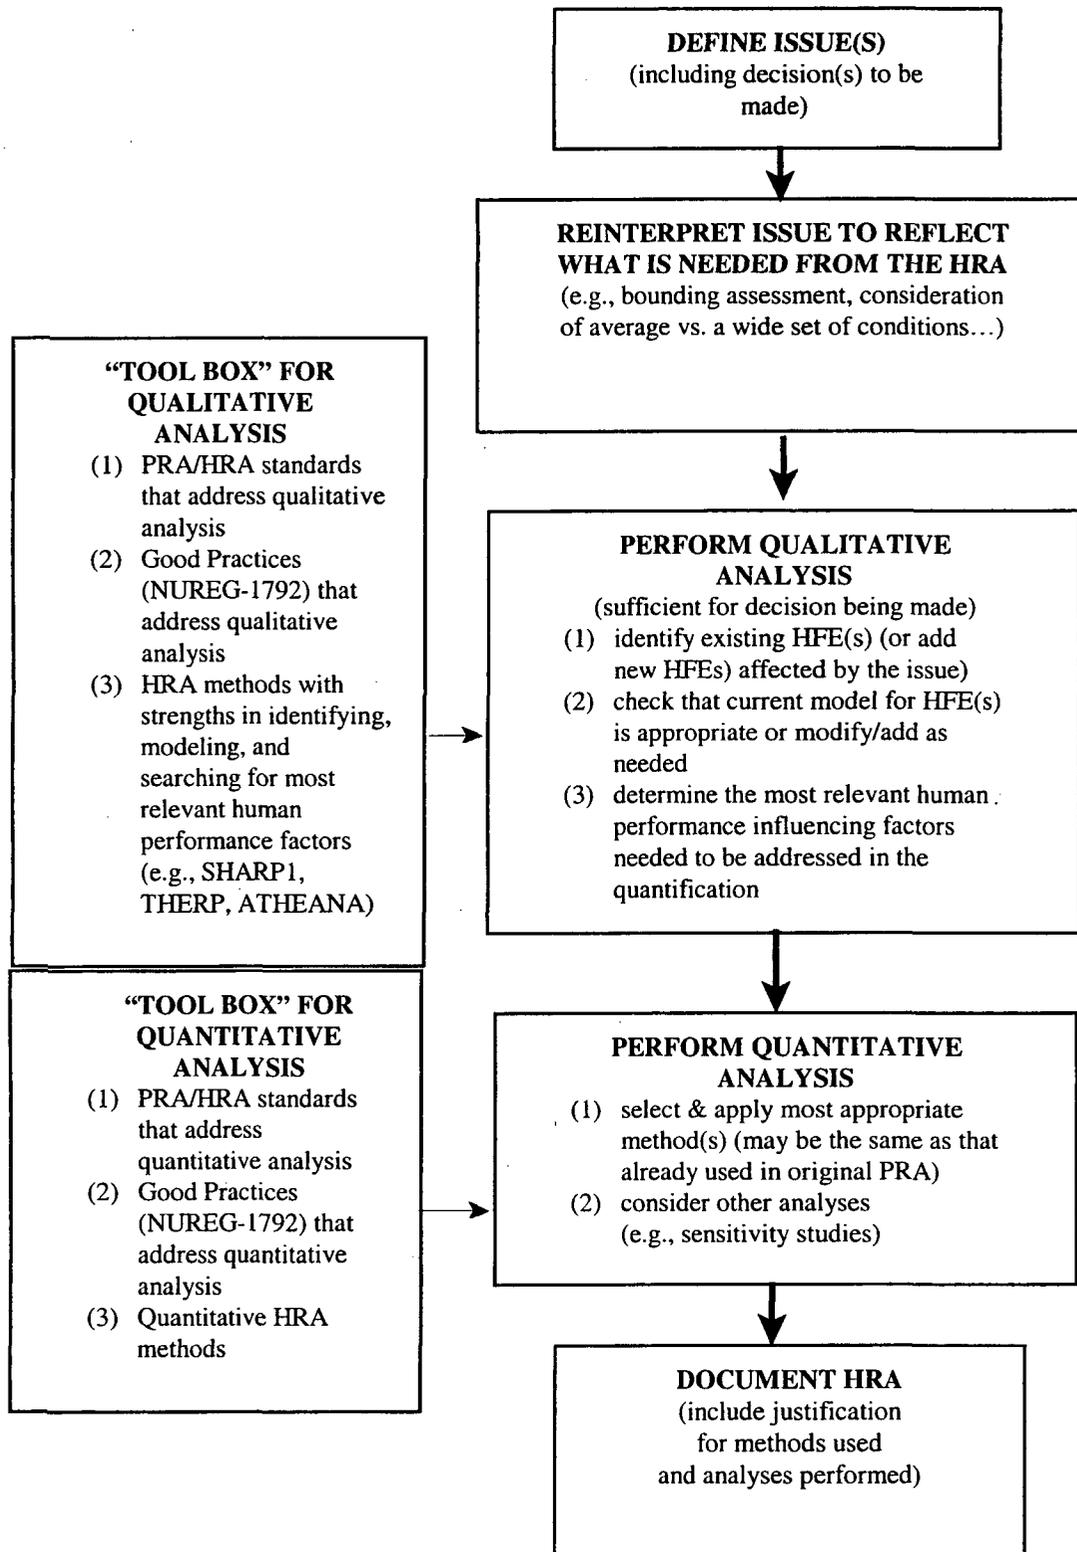 DEFINE ISSUE(S)
(including decision(s) to be
made)
REINTERPRET ISSUE TO REFLECT
WHAT IS NEEDED FROM THE HRA
(e.g., bounding assessment, consideration
of average vs. a wide set of conditions…)
“TOOL BOX” FOR
QUALITATIVE
ANALYSIS
(1) PRA/HRA standards
that address qualitative
analysis
(2) Good Practices
(NUREG-1792) that
address qualitative
analysis
(3) HRA methods with
strengths in identifying,
modeling, and
searching for most
relevant human
performance factors
(e.g., SHARP1,
THERP, ATHEANA)
PERFORM QUALITATIVE
ANALYSIS
(sufficient for decision being made)
(1) identify existing HFE(s) (or add
new HFEs) affected by the issue)
(2) check that current model for HFE(s)
is appropriate or modify/add as
needed
(3) determine the most relevant human
performance influencing factors
needed to be addressed in the
quantification
“TOOL BOX” FOR
QUANTITATIVE
ANALYSIS
(1) PRA/HRA standards
that address
quantitative analysis
(2) Good Practices
(NUREG-1792) that
address quantitative
analysis
(3) Quantitative HRA
methods
PERFORM QUANTITATIVE
ANALYSIS
(1) select & apply most appropriate
method(s) (may be the same as that
already used in original PRA)
(2) consider other analyses
(e.g., sensitivity studies)
DOCUMENT HRA
(include justification
for methods used
and analyses performed)